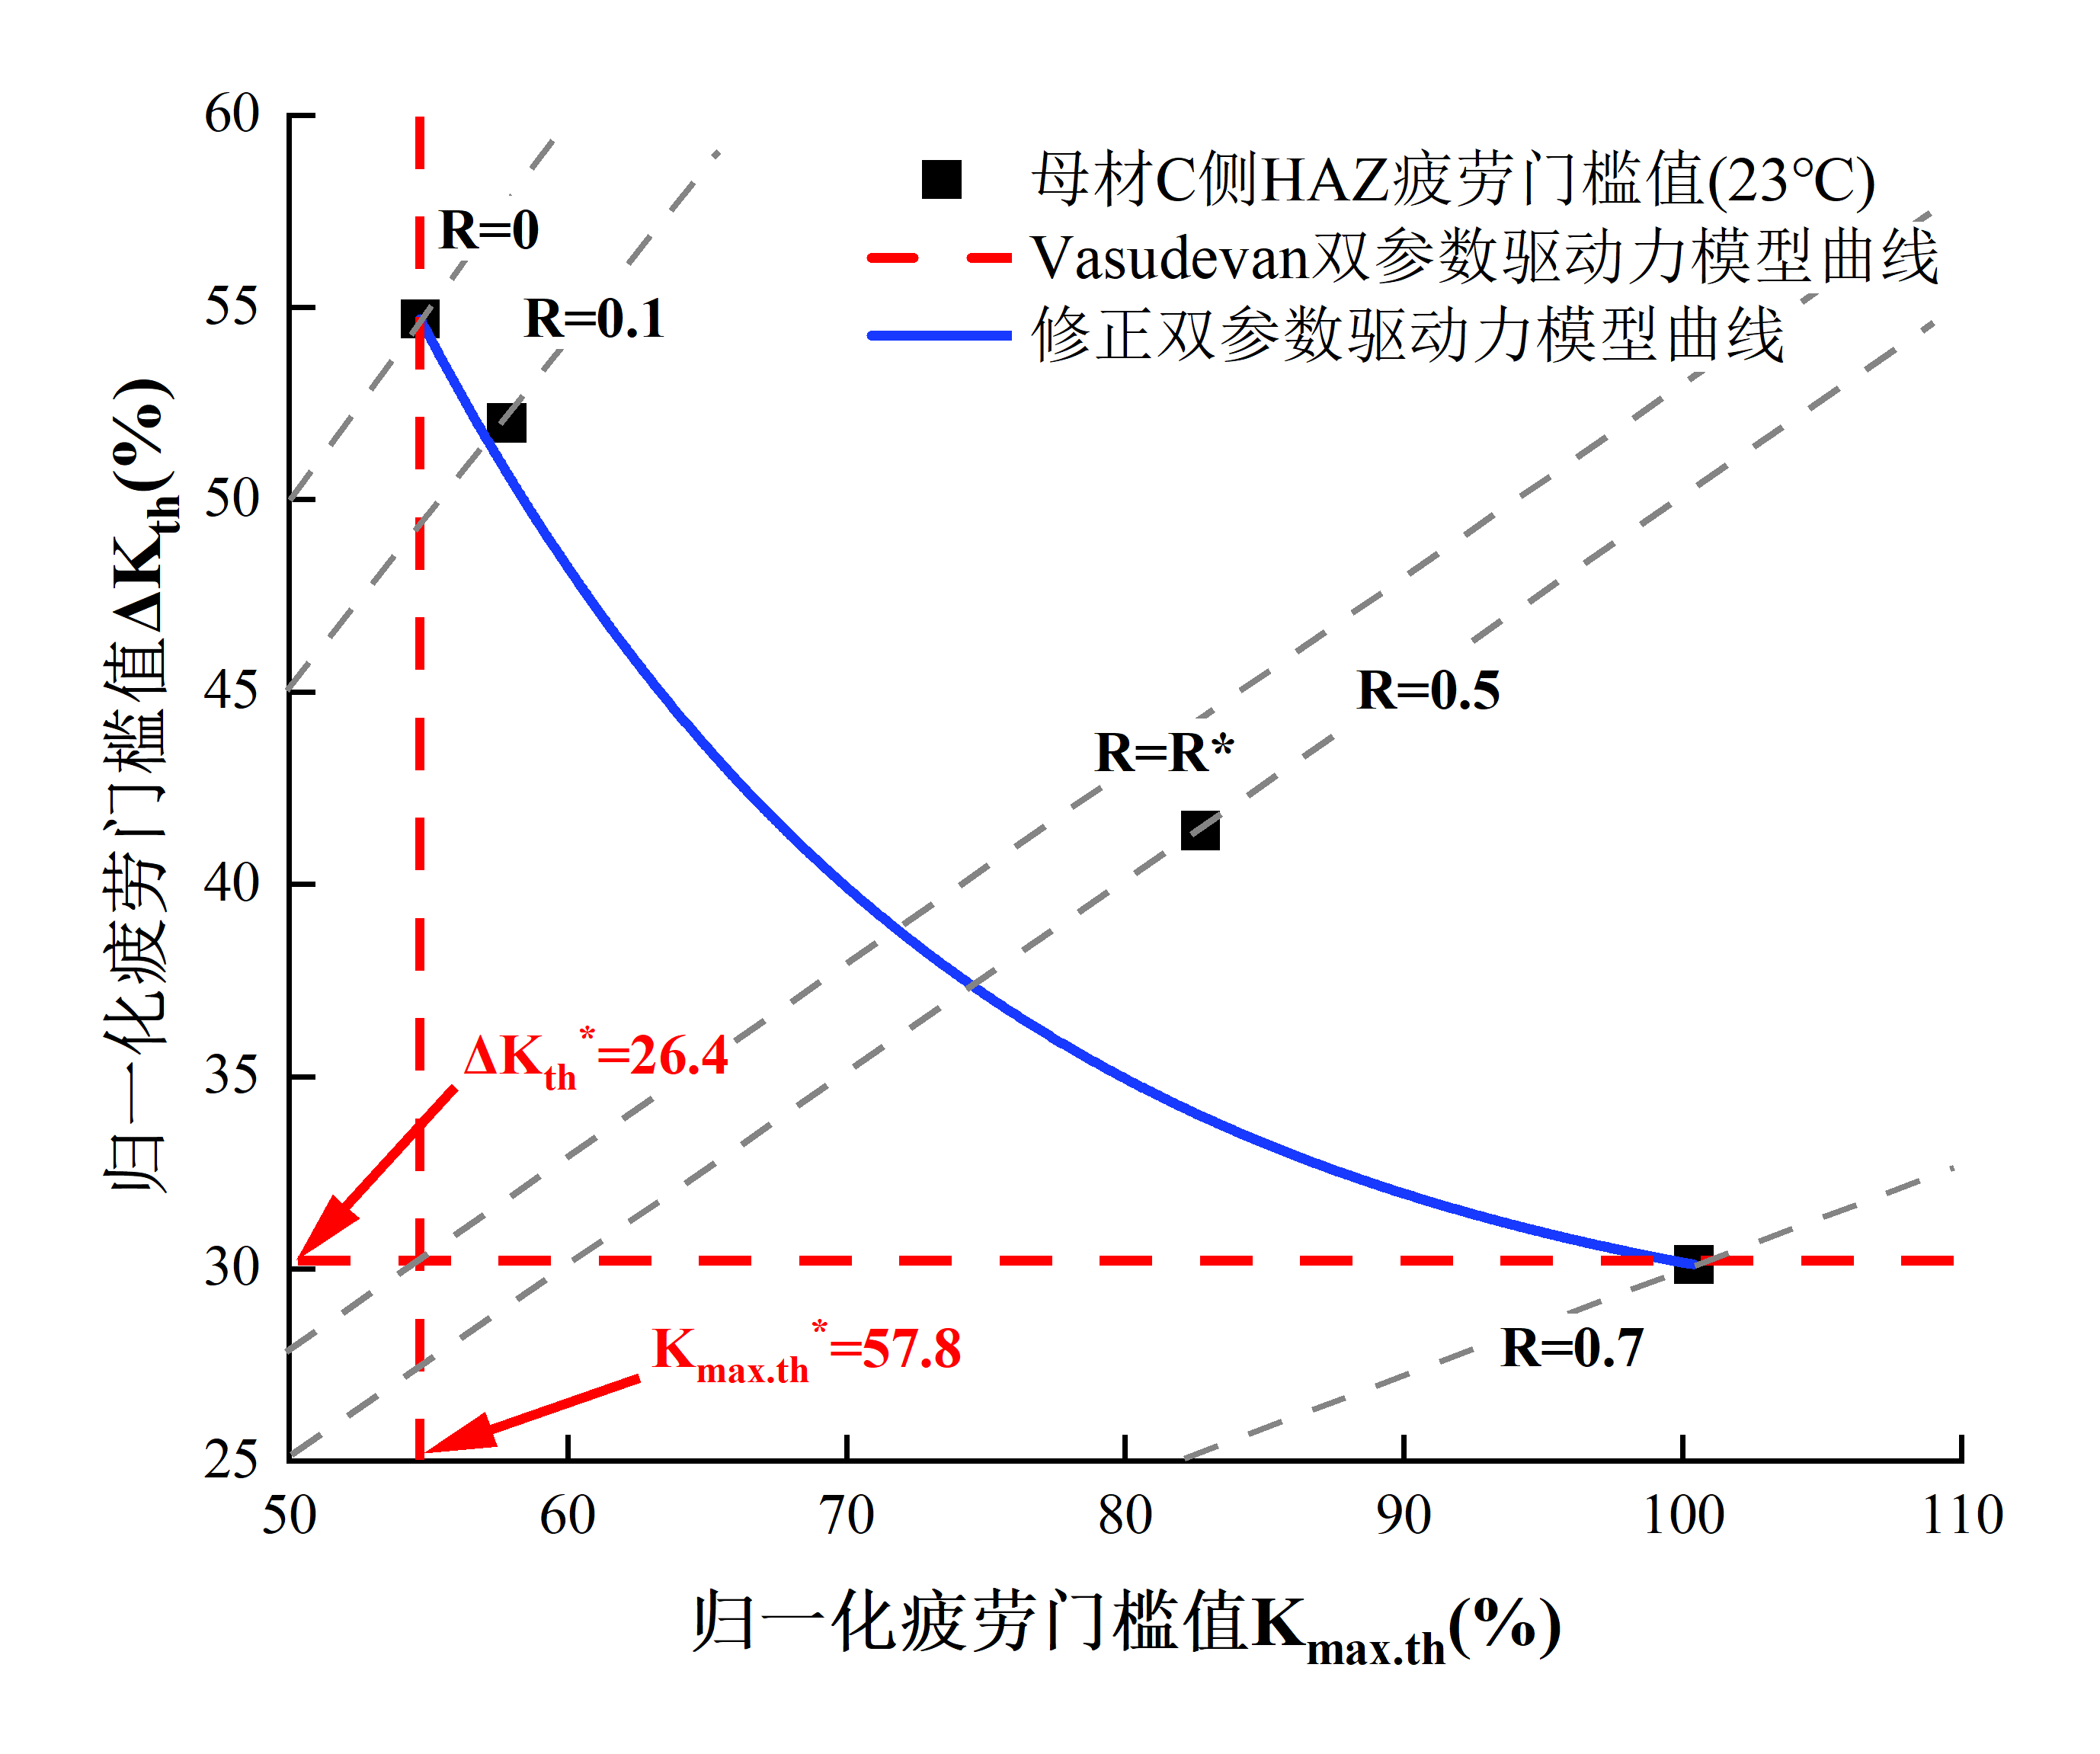 60
55
50
45
40
35
30
25
50 60 70 80 90 100 110
归一化疲劳门槛值ΔKth(%)
归一化疲劳门槛值Kmax.th(%)
母材C侧HAZ疲劳门槛值(23℃)
Vasudevan双参数驱动力模型曲线
修正双参数驱动力模型曲线
R=0
R=0.1
R=0.5
R=R*
ΔKth*=26.4
Kmax.th*=57.8
R=0.7